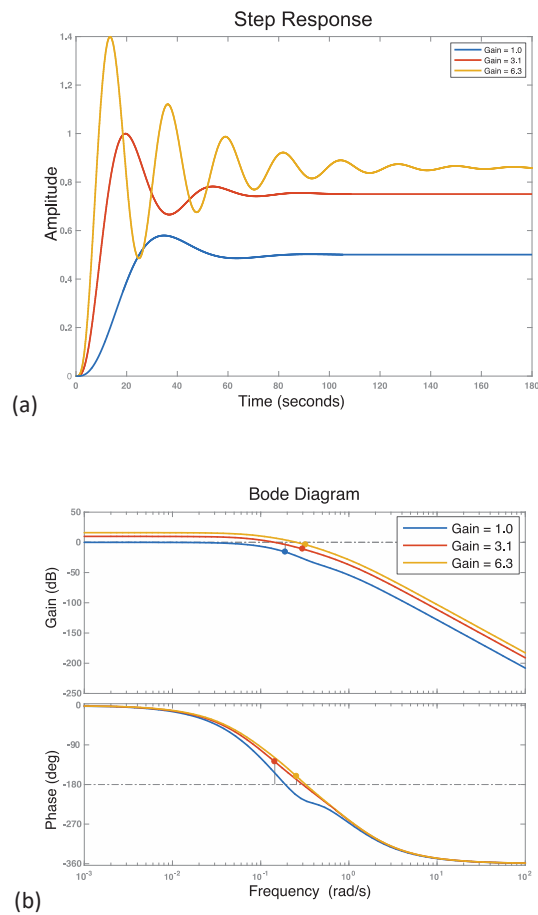 Step Response
1.4
1
0.8
0.6
0.4
0.2
0
Amplitude
Gain = 1.0
Gain = 3.1
Gain = 6.3
0 20 40 60 80 100 120 140 160 180
Time (seconds)
(a)
Bode Diagram
50
0
-50
-100
-150
-200
-250
Gain (dB)
Gain = 1.0
Gain = 3.1
Gain = 6.3
0
-90
-180
-270
-360
Phase (deg)
10⁻³ 10⁻² 10⁻¹ 10⁰ 10¹ 10²
Frequency (rad/s)
(b)